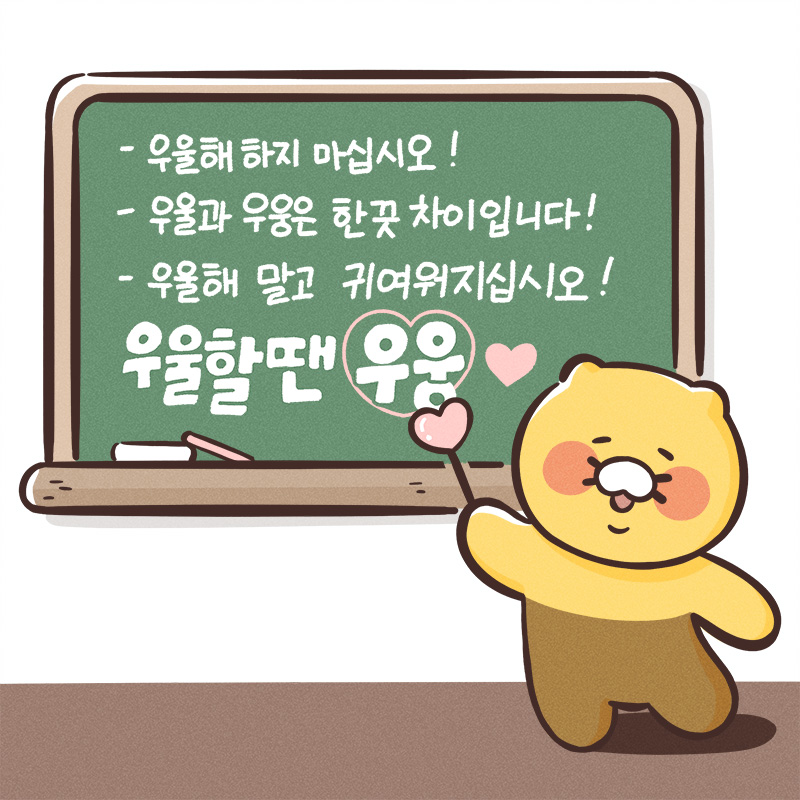 - 우울해 하지 마십시오!
- 우울과 우웅은 한끗 차이입니다!
- 우울해 말고 귀여워지십시오!
우울할땐 우웅